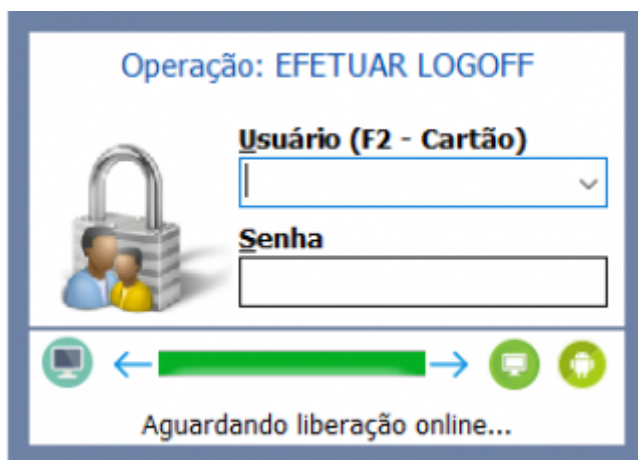 Operação: EFETUAR LOGOFF
Usuário (F2 - Cartão)
Senha
Aguardando liberação online...